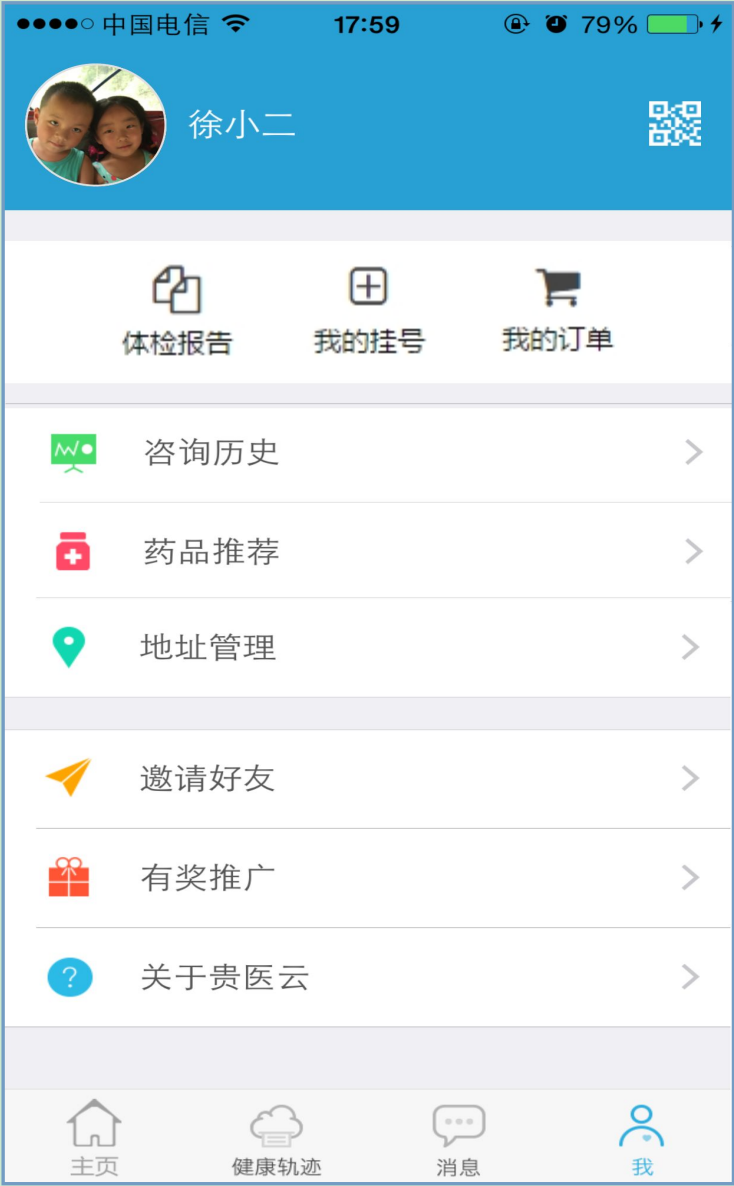 中国电信 17:59 79%
徐小二
体检报告 我的挂号 我的订单
咨询历史
药品推荐
地址管理
邀请好友
有奖推广
? 关于贵医云
主页 健康轨迹 消息 我